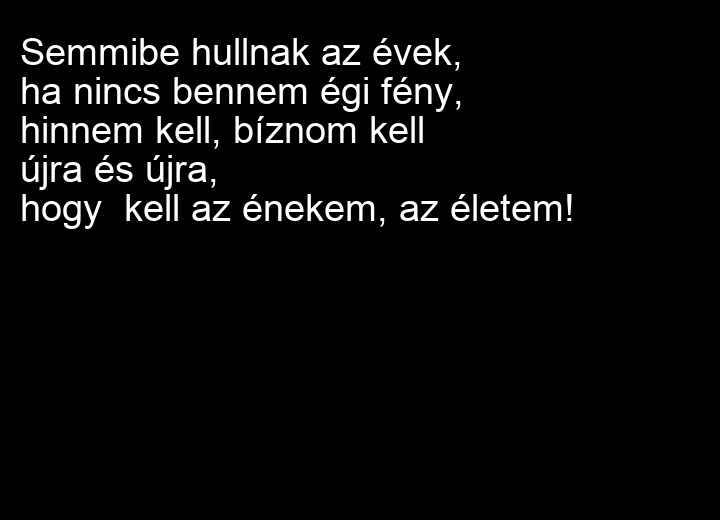 Semmibe hullnak az évek,
ha nincs bennem égi fény,
hinnem kell, bíznom kell
újra és újra,
hogy  kell az énekem, az életem!